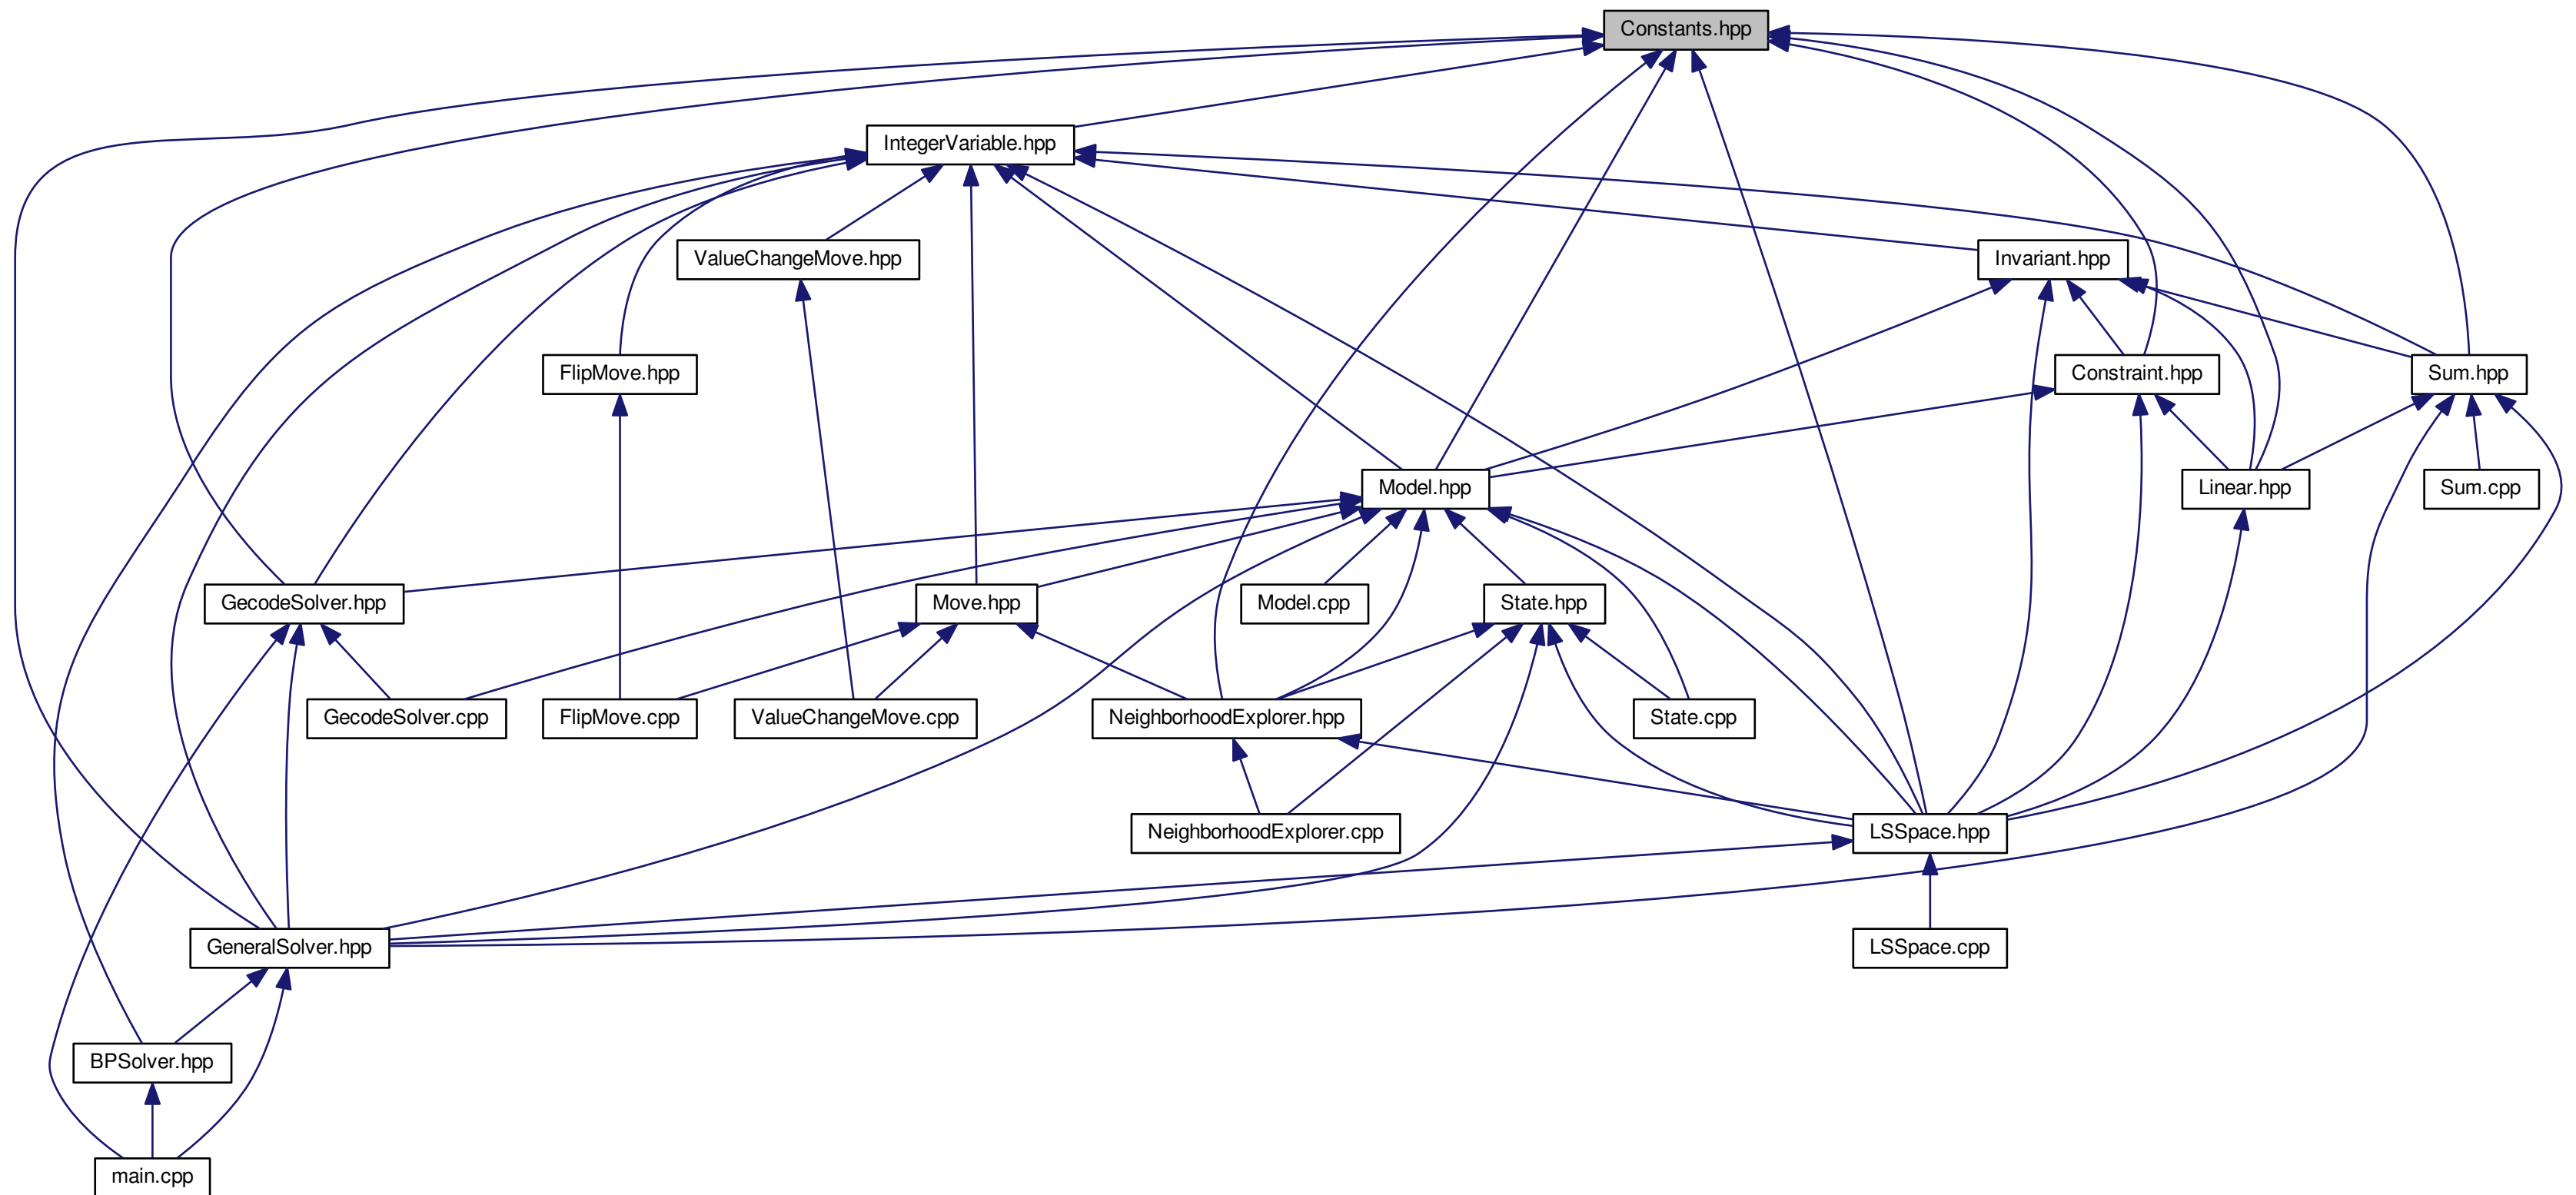 Constants.hpp
IntegerVariable.hpp
ValueChangeMove.hpp
Invariant.hpp
FlipMove.hpp
Constraint.hpp
Sum.hpp
Model.hpp
Linear.hpp
Sum.cpp
GecodeSolver.hpp
Move.hpp
Model.cpp
State.hpp
GecodeSolver.cpp
FlipMove.cpp
ValueChangeMove.cpp
NeighborhoodExplorer.hpp
State.cpp
NeighborhoodExplorer.cpp
LSSpace.hpp
GeneralSolver.hpp
LSSpace.cpp
BPSolver.hpp
main.cpp